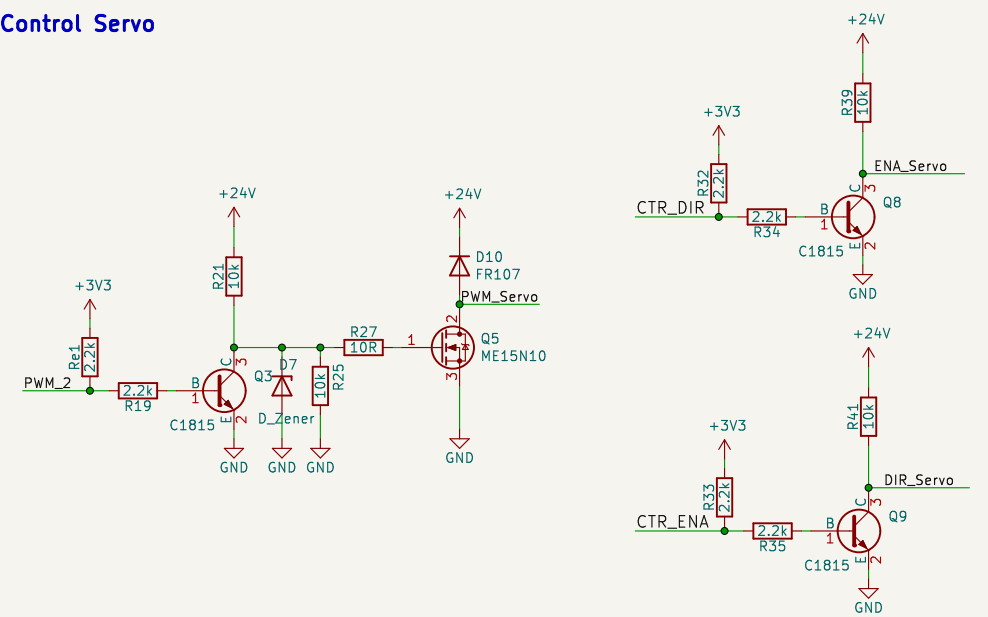 Control Servo
+24V
R39
10k
ENA_Servo
+3V3
R32
2.2k
CTR_DIR
2.2k
R34
B
1
C
3
Q8
C1815
E
2
GND
+24V
R21
10k
+3V3
Re1
2.2k
PWM_2
2.2k
R19
B
1
C
3
Q3
C1815
E
2
GND
D7
D_Zener
GND
10k
R25
GND
R27
10R
+24V
D10
FR107
PWM_Servo
1
2
Q5
ME15N10
3
GND
+24V
R41
10k
DIR_Servo
+3V3
R33
2.2k
CTR_ENA
2.2k
R35
B
1
C
3
Q9
C1815
E
2
GND